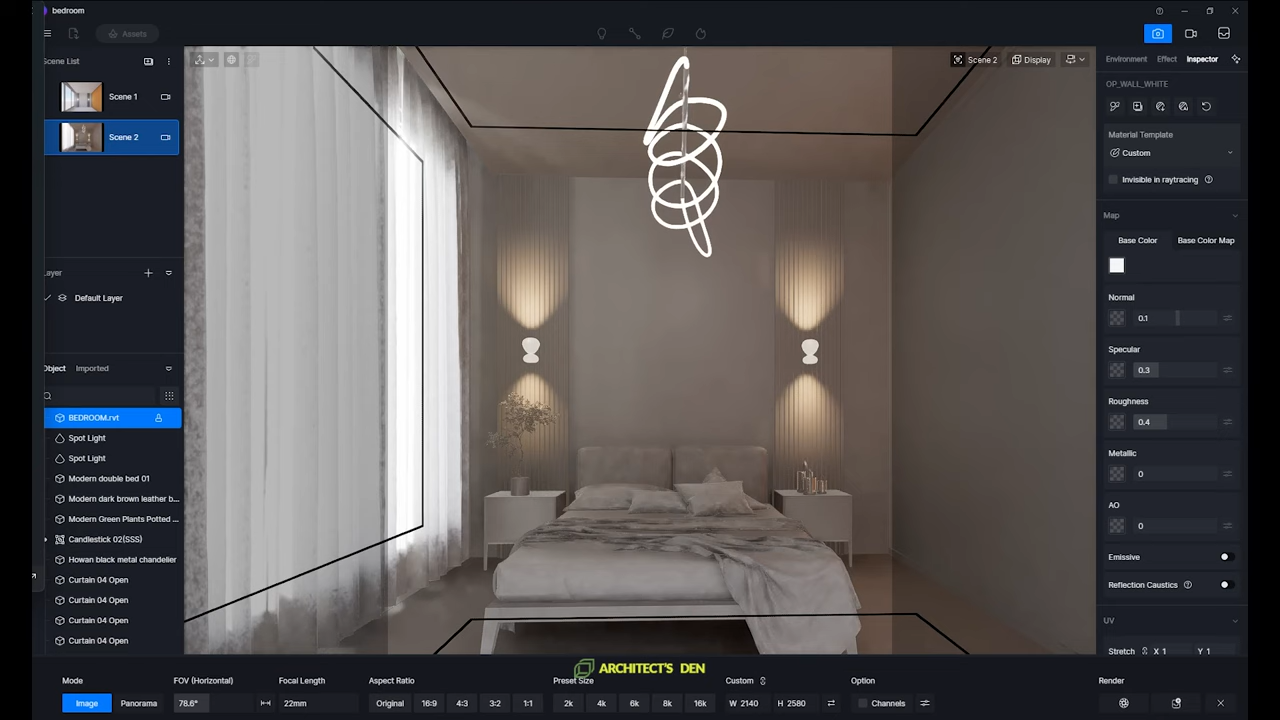 bedroom
Assets
Scene List
Scene 1
Scene 2
Layer
Default Layer
Object Imported
BEDROOM.rvt
Spot Light
Spot Light
Modern double bed 01
Modern dark brown leather b...
Modern Green Plants Potted ...
Candlestick 02(SSS)
Howan black metal chandelier
Curtain 04 Open
Curtain 04 Open
Curtain 04 Open
Curtain 04 Open
Scene 2 Display
Environment Effect Inspector
OP_WALL_WHITE
Material Template
Custom
Invisible in raytracing
Map
Base Color Base Color Map
Normal
0.1
Specular
0.3
Roughness
0.4
Metallic
0
AO
0
Emissive
Reflection Caustics
UV
Stretch X 1 Y 1
ARCHITECT'S DEN
Mode FOV (Horizontal) Focal Length Aspect Ratio Preset Size Custom Option Render
Image Panorama 78.6° 22mm Original 16:9 4:3 3:2 1:1 2k 4k 6k 8k 16k W 2140 H 2580 Channels